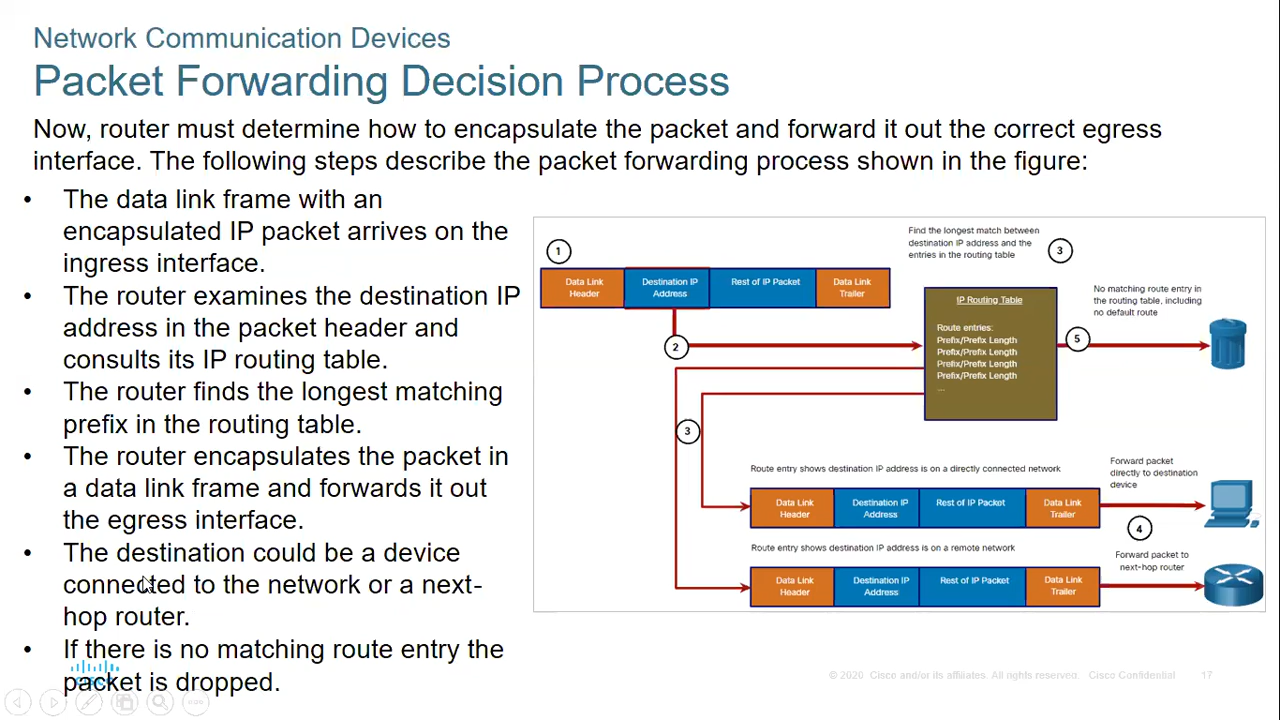 Network Communication Devices
Packet Forwarding Decision Process
Now, router must determine how to encapsulate the packet and forward it out the correct egress
interface. The following steps describe the packet forwarding process shown in the figure:
• The data link frame with an
encapsulated IP packet arrives on the
ingress interface.
• The router examines the destination IP
address in the packet header and
consults its IP routing table.
• The router finds the longest matching
prefix in the routing table.
• The router encapsulates the packet in
a data link frame and forwards it out
the egress interface.
• The destination could be a device
connected to the network or a next-
hop router.
• If there is no matching route entry the
packet is dropped.
1
Data Link
Header
Destination IP
Address
Rest of IP Packet
Data Link
Trailer
2
Find the longest match between
destination IP address and the
entries in the routing table
3
IP Routing Table
Route entries:
Prefix/Prefix Length
Prefix/Prefix Length
Prefix/Prefix Length
Prefix/Prefix Length
...
No matching route entry in
the routing table, including
no default route
5
3
Route entry shows destination IP address is on a directly connected network
Data Link
Header
Destination IP
Address
Rest of IP Packet
Data Link
Trailer
Forward packet
directly to destination
device
4
Route entry shows destination IP address is on a remote network
Data Link
Header
Destination IP
Address
Rest of IP Packet
Data Link
Trailer
Forward packet to
next-hop router
CISCO
© 2020 Cisco and/or its affiliates. All rights reserved. Cisco Confidential
17